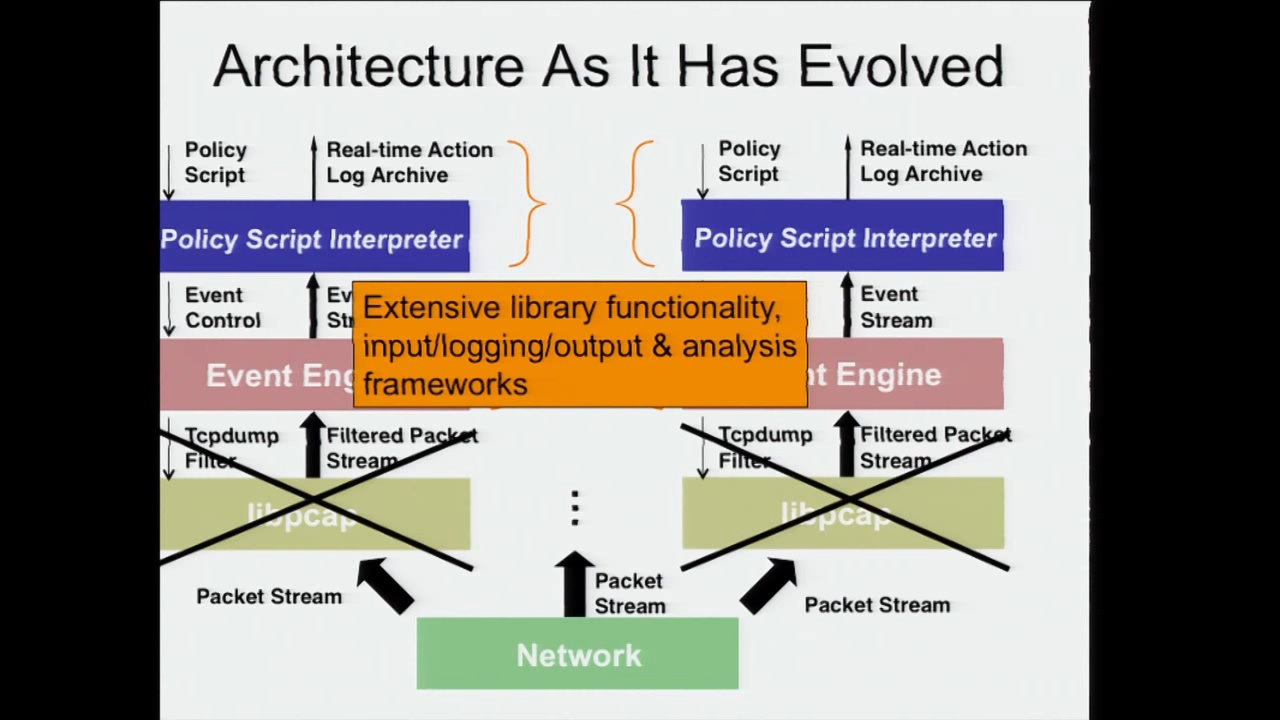 Architecture As It Has Evolved
Policy
Script
Real-time Action
Log Archive
Policy
Script
Real-time Action
Log Archive
Policy Script Interpreter
Policy Script Interpreter
Event
Control
Ev
Str
Event
Stream
Extensive library functionality,
input/logging/output & analysis
frameworks
Event Eng
nt Engine
Tcpdump
Filter
Filtered Packet
Stream
Tcpdump
Filter
Filtered Packet
Stream
libpcap
libpcap
Packet Stream
Packet
Stream
Packet Stream
Network